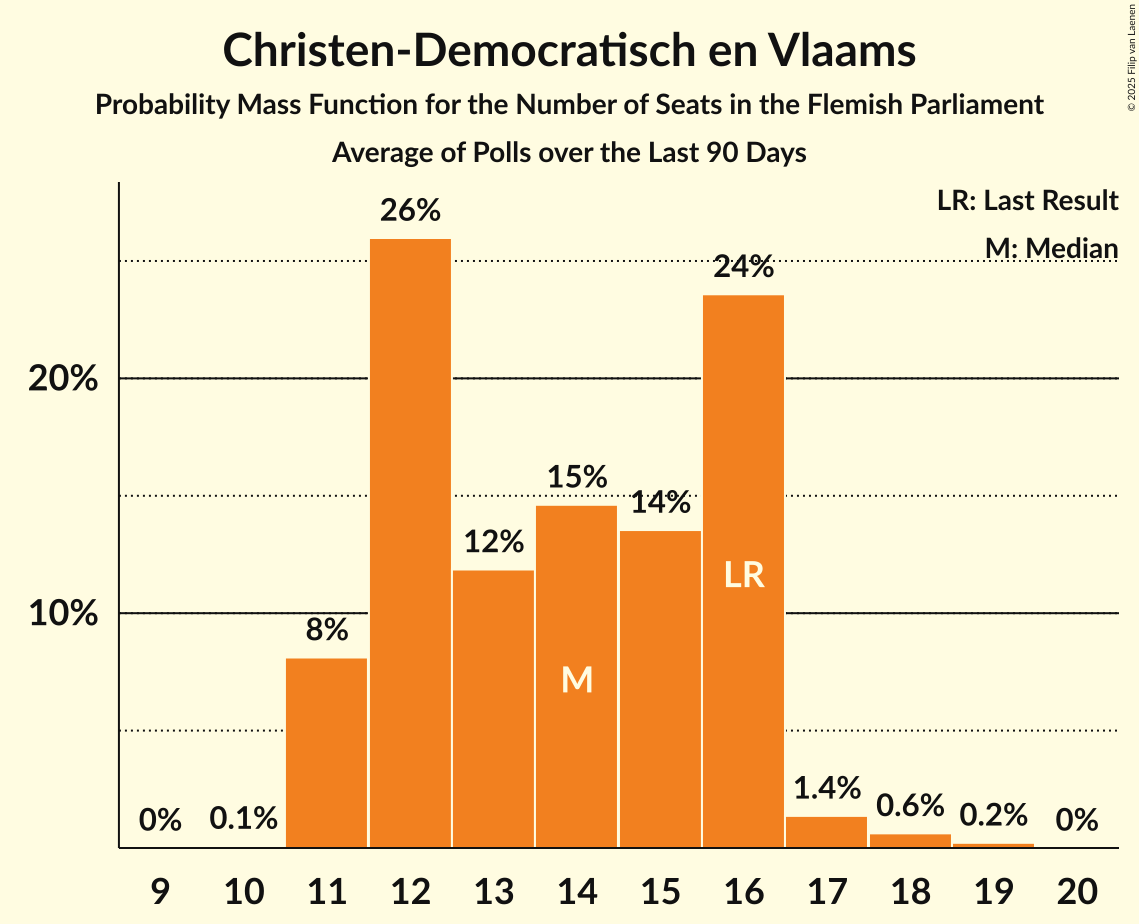 Christen-Democratisch en Vlaams
Probability Mass Function for the Number of Seats in the Flemish Parliament
Average of Polls over the Last 90 Days
© 2025 Filip van Laenen
LR: Last Result
M: Median
26%
24%
20%
15%
14%
12%
LR
10%
8%
M
1.4%
0.6%
0.2%
0%
0.1%
0%
9 10 11 12 13 14 15 16 17 18 19 20